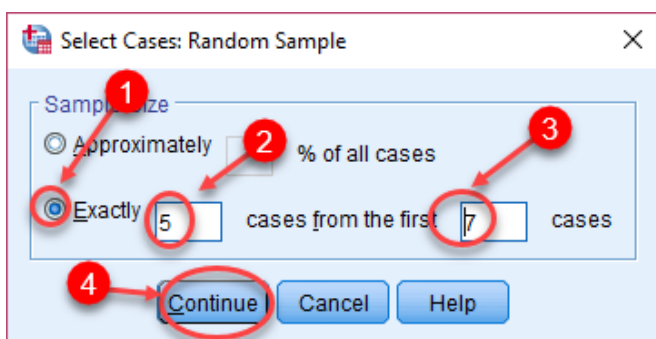 Select Cases: Random Sample
1
Sample Size
2
3
Approximately % of all cases
Exactly 5 cases from the first 7 cases
4
Continue Cancel Help